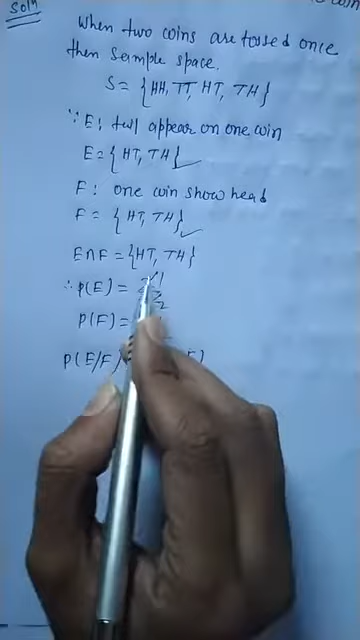 Soln
When two coins are tossed once
then sample space.
S = {HH, TT, HT, TH}
∵ E: tail appear on one coin
E = {HT, TH}
F: one coin show head
F = {HT, TH}
E∩F = {HT, TH}
∴ P(E) =
P(F) =
P(E/F)